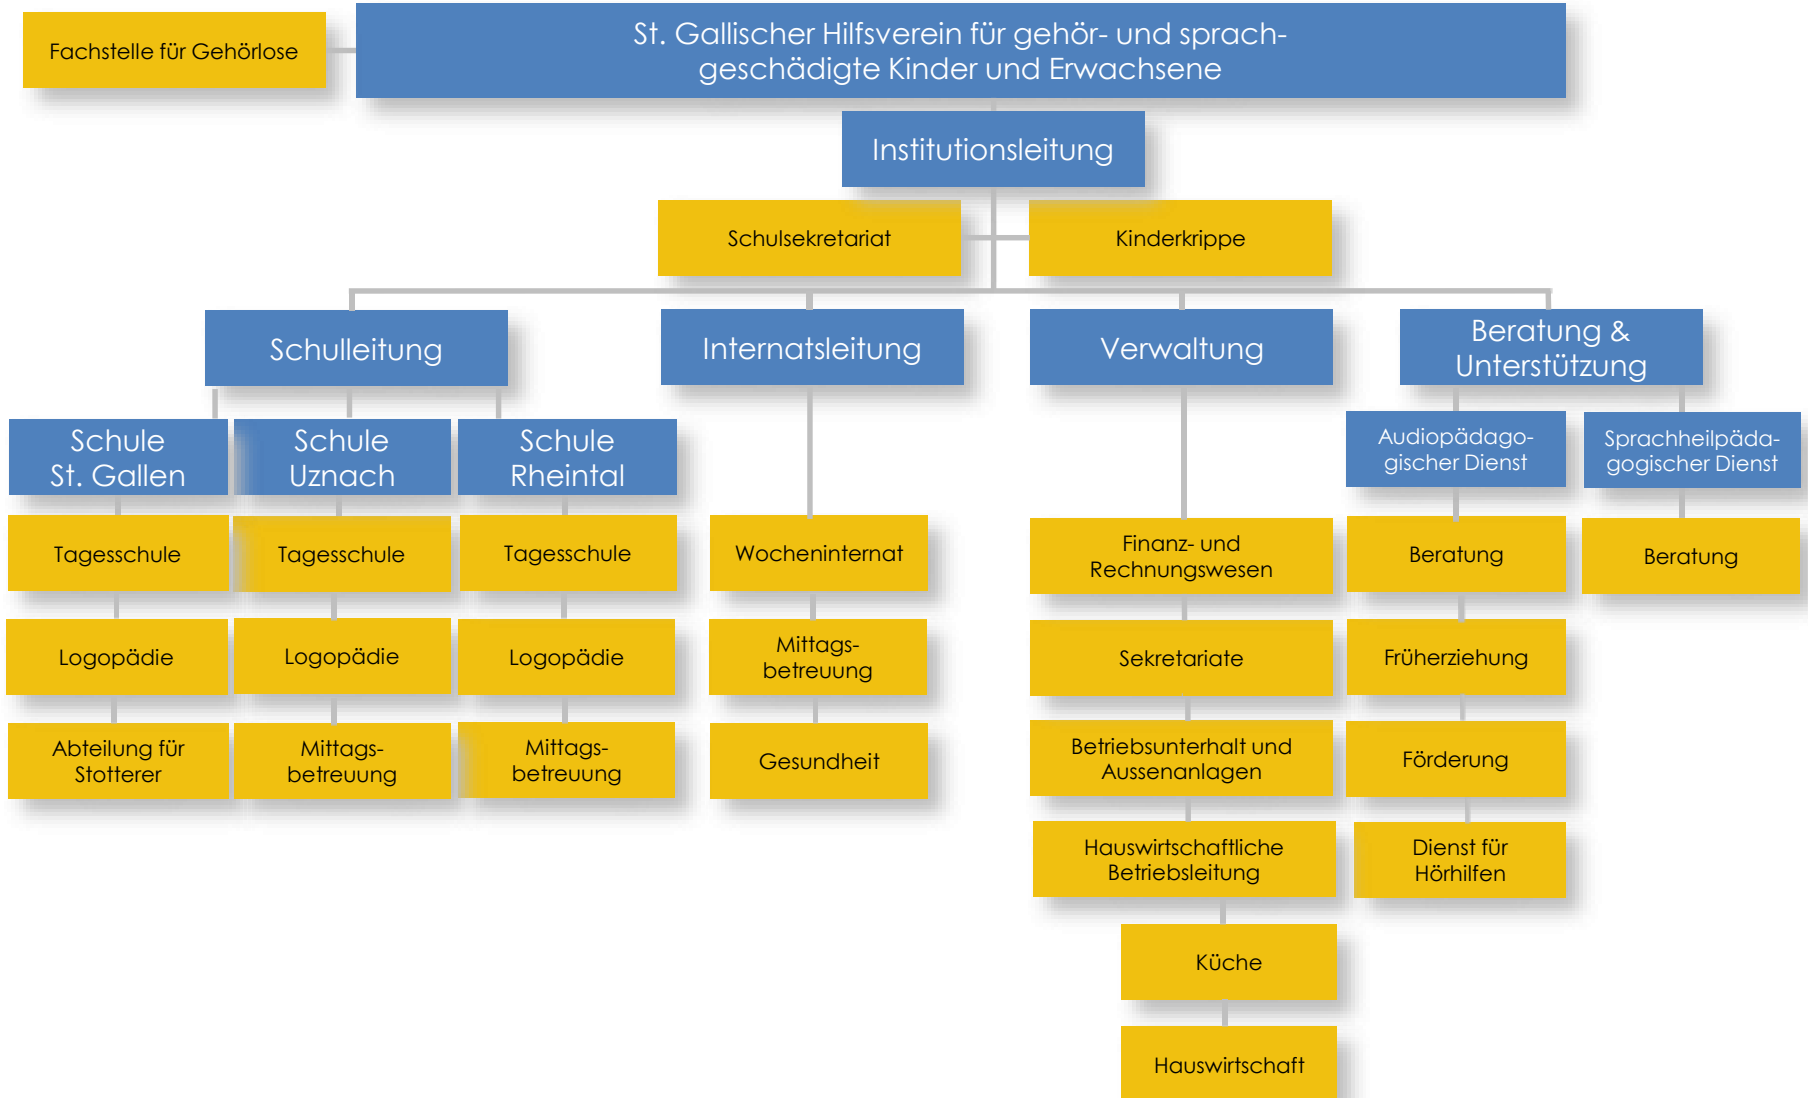 Fachstelle für Gehörlose
St. Gallischer Hilfsverein für gehör- und sprach-
geschädigte Kinder und Erwachsene
Institutionsleitung
Schulsekretariat
Kinderkrippe
Schulleitung
Internatsleitung
Verwaltung
Beratung &
Unterstützung
Schule
St. Gallen
Schule
Uznach
Schule
Rheintal
Audiopädago-
gischer Dienst
Sprachheilpäda-
gogischer Dienst
Tagesschule
Tagesschule
Tagesschule
Wocheninternat
Finanz- und
Rechnungswesen
Beratung
Beratung
Logopädie
Logopädie
Logopädie
Mittags-
betreuung
Sekretariate
Früherziehung
Abteilung für
Stotterer
Mittags-
betreuung
Mittags-
betreuung
Gesundheit
Betriebsunterhalt und
Aussenanlagen
Förderung
Hauswirtschaftliche
Betriebsleitung
Dienst für
Hörhilfen
Küche
Hauswirtschaft